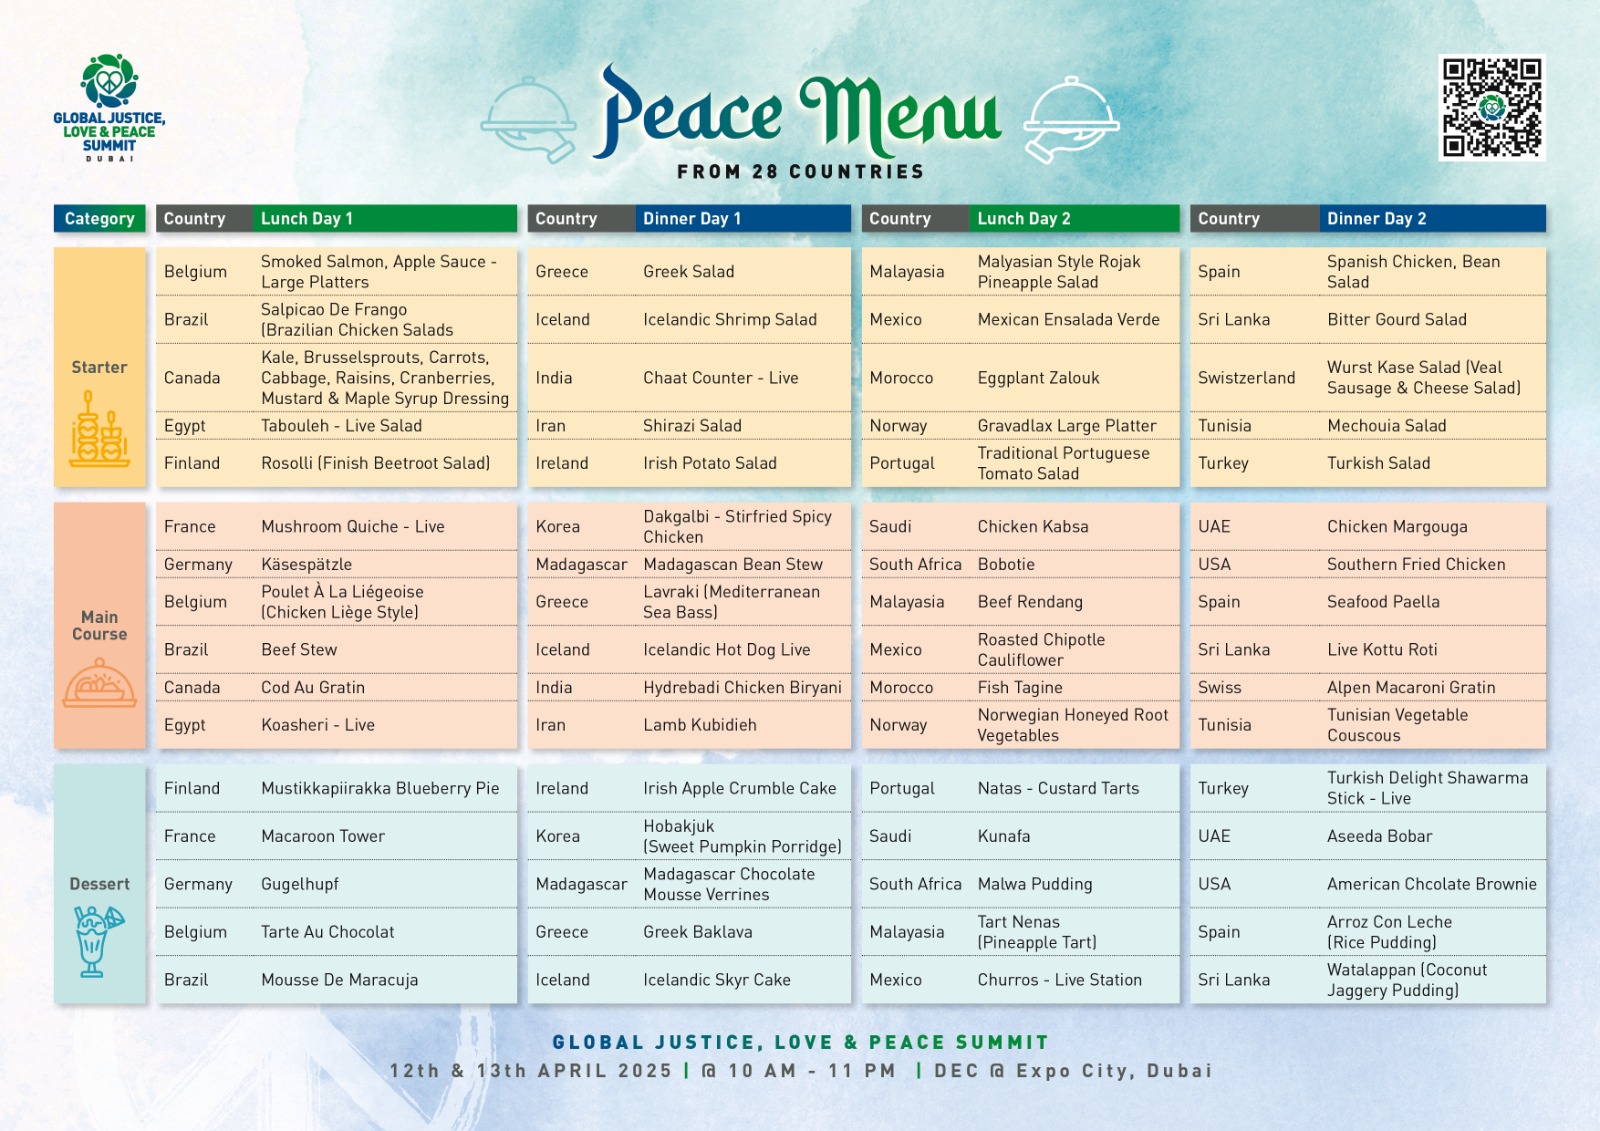 GLOBAL JUSTICE,
LOVE & PEACE
SUMMIT
DUBAI
Peace Menu
FROM 28 COUNTRIES
Category
Country Lunch Day 1
Country Dinner Day 1
Country Lunch Day 2
Country Dinner Day 2
Starter
Belgium
Smoked Salmon, Apple Sauce -
Large Platters
Greece
Greek Salad
Malayasia
Malyasian Style Rojak
Pineapple Salad
Spain
Spanish Chicken, Bean
Salad
Brazil
Salpicao De Frango
(Brazilian Chicken Salads
Iceland
Icelandic Shrimp Salad
Mexico
Mexican Ensalada Verde
Sri Lanka
Bitter Gourd Salad
Canada
Kale, Brusselsprouts, Carrots,
Cabbage, Raisins, Cranberries,
Mustard & Maple Syrup Dressing
India
Chaat Counter - Live
Morocco
Eggplant Zalouk
Swistzerland
Wurst Kase Salad (Veal
Sausage & Cheese Salad)
Egypt
Tabouleh - Live Salad
Iran
Shirazi Salad
Norway
Gravadlax Large Platter
Tunisia
Mechouia Salad
Finland
Rosolli (Finish Beetroot Salad)
Ireland
Irish Potato Salad
Portugal
Traditional Portuguese
Tomato Salad
Turkey
Turkish Salad
Main
Course
France
Mushroom Quiche - Live
Korea
Dakgalbi - Stirfried Spicy
Chicken
Saudi
Chicken Kabsa
UAE
Chicken Margouga
Germany
Käsespätzle
Madagascar
Madagascan Bean Stew
South Africa
Bobotie
USA
Southern Fried Chicken
Belgium
Poulet À La Liégeoise
(Chicken Liège Style)
Greece
Lavraki (Mediterranean
Sea Bass)
Malayasia
Beef Rendang
Spain
Seafood Paella
Brazil
Beef Stew
Iceland
Icelandic Hot Dog Live
Mexico
Roasted Chipotle
Cauliflower
Sri Lanka
Live Kottu Roti
Canada
Cod Au Gratin
India
Hydrebadi Chicken Biryani
Morocco
Fish Tagine
Swiss
Alpen Macaroni Gratin
Egypt
Koasheri - Live
Iran
Lamb Kubidieh
Norway
Norwegian Honeyed Root
Vegetables
Tunisia
Tunisian Vegetable
Couscous
Dessert
Finland
Mustikkapiirakka Blueberry Pie
Ireland
Irish Apple Crumble Cake
Portugal
Natas - Custard Tarts
Turkey
Turkish Delight Shawarma
Stick - Live
France
Macaroon Tower
Korea
Hobakjuk
(Sweet Pumpkin Porridge)
Saudi
Kunafa
UAE
Aseeda Bobar
Germany
Gugelhupf
Madagascar
Madagascar Chocolate
Mousse Verrines
South Africa
Malwa Pudding
USA
American Chcolate Brownie
Belgium
Tarte Au Chocolat
Greece
Greek Baklava
Malayasia
Tart Nenas
(Pineapple Tart)
Spain
Arroz Con Leche
(Rice Pudding)
Brazil
Mousse De Maracuja
Iceland
Icelandic Skyr Cake
Mexico
Churros - Live Station
Sri Lanka
Watalappan (Coconut
Jaggery Pudding)
GLOBAL JUSTICE, LOVE & PEACE SUMMIT
12th & 13th APRIL 2025 | @ 10 AM - 11 PM | DEC @ Expo City, Dubai